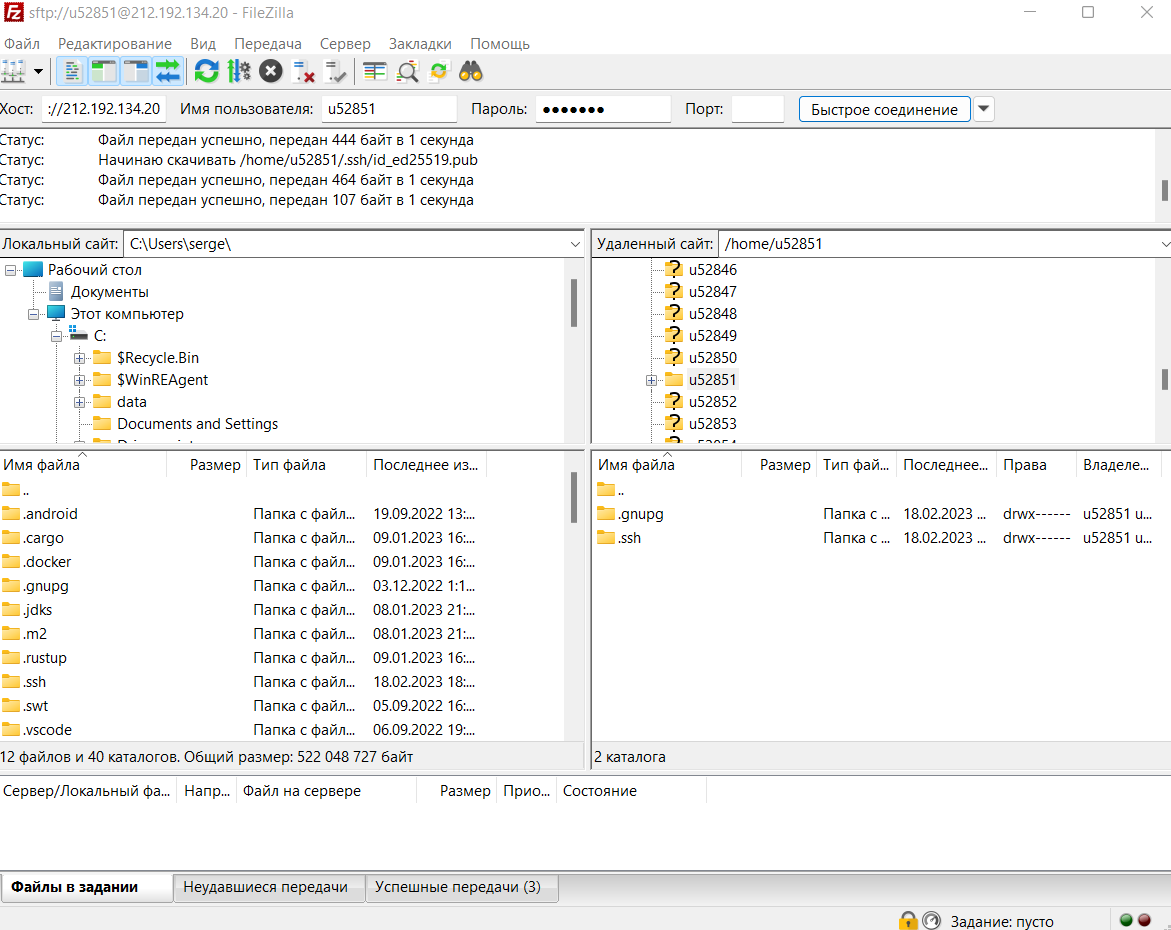 sftp://u52851@212.192.134.20 - FileZilla
Файл Редактирование Вид Передача Сервер Закладки Помощь
Хост: ://212.192.134.20 Имя пользователя: u52851 Пароль: ●●●●●●● Порт: Быстрое соединение
Статус: Файл передан успешно, передан 444 байт в 1 секунда
Статус: Начинаю скачивать /home/u52851/.ssh/id_ed25519.pub
Статус: Файл передан успешно, передан 464 байт в 1 секунда
Статус: Файл передан успешно, передан 107 байт в 1 секунда
Локальный сайт: C:\Users\serge\
Рабочий стол
Документы
Этот компьютер
C:
$Recycle.Bin
$WinREAgent
data
Documents and Settings
Удаленный сайт: /home/u52851
u52846
u52847
u52848
u52849
u52850
u52851
u52852
u52853
Имя файла Размер Тип файла Последнее из...
..
.android Папка с файл... 19.09.2022 13:...
.cargo Папка с файл... 09.01.2023 16:...
.docker Папка с файл... 09.01.2023 16:...
.gnupg Папка с файл... 03.12.2022 1:1...
.jdks Папка с файл... 08.01.2023 21:...
.m2 Папка с файл... 08.01.2023 21:...
.rustup Папка с файл... 09.01.2023 16:...
.ssh Папка с файл... 18.02.2023 18:...
.swt Папка с файл... 05.09.2022 16:...
.vscode Папка с файл... 06.09.2022 19:...
12 файлов и 40 каталогов. Общий размер: 522 048 727 байт
Имя файла Размер Тип фай... Последнее... Права Владеле...
..
.gnupg Папка с ... 18.02.2023 ... drwx------ u52851 u...
.ssh Папка с ... 18.02.2023 ... drwx------ u52851 u...
2 каталога
Сервер/Локальный фа... Напр... Файл на сервере Размер Прио... Состояние
Файлы в задании Неудавшиеся передачи Успешные передачи (3)
Задание: пусто